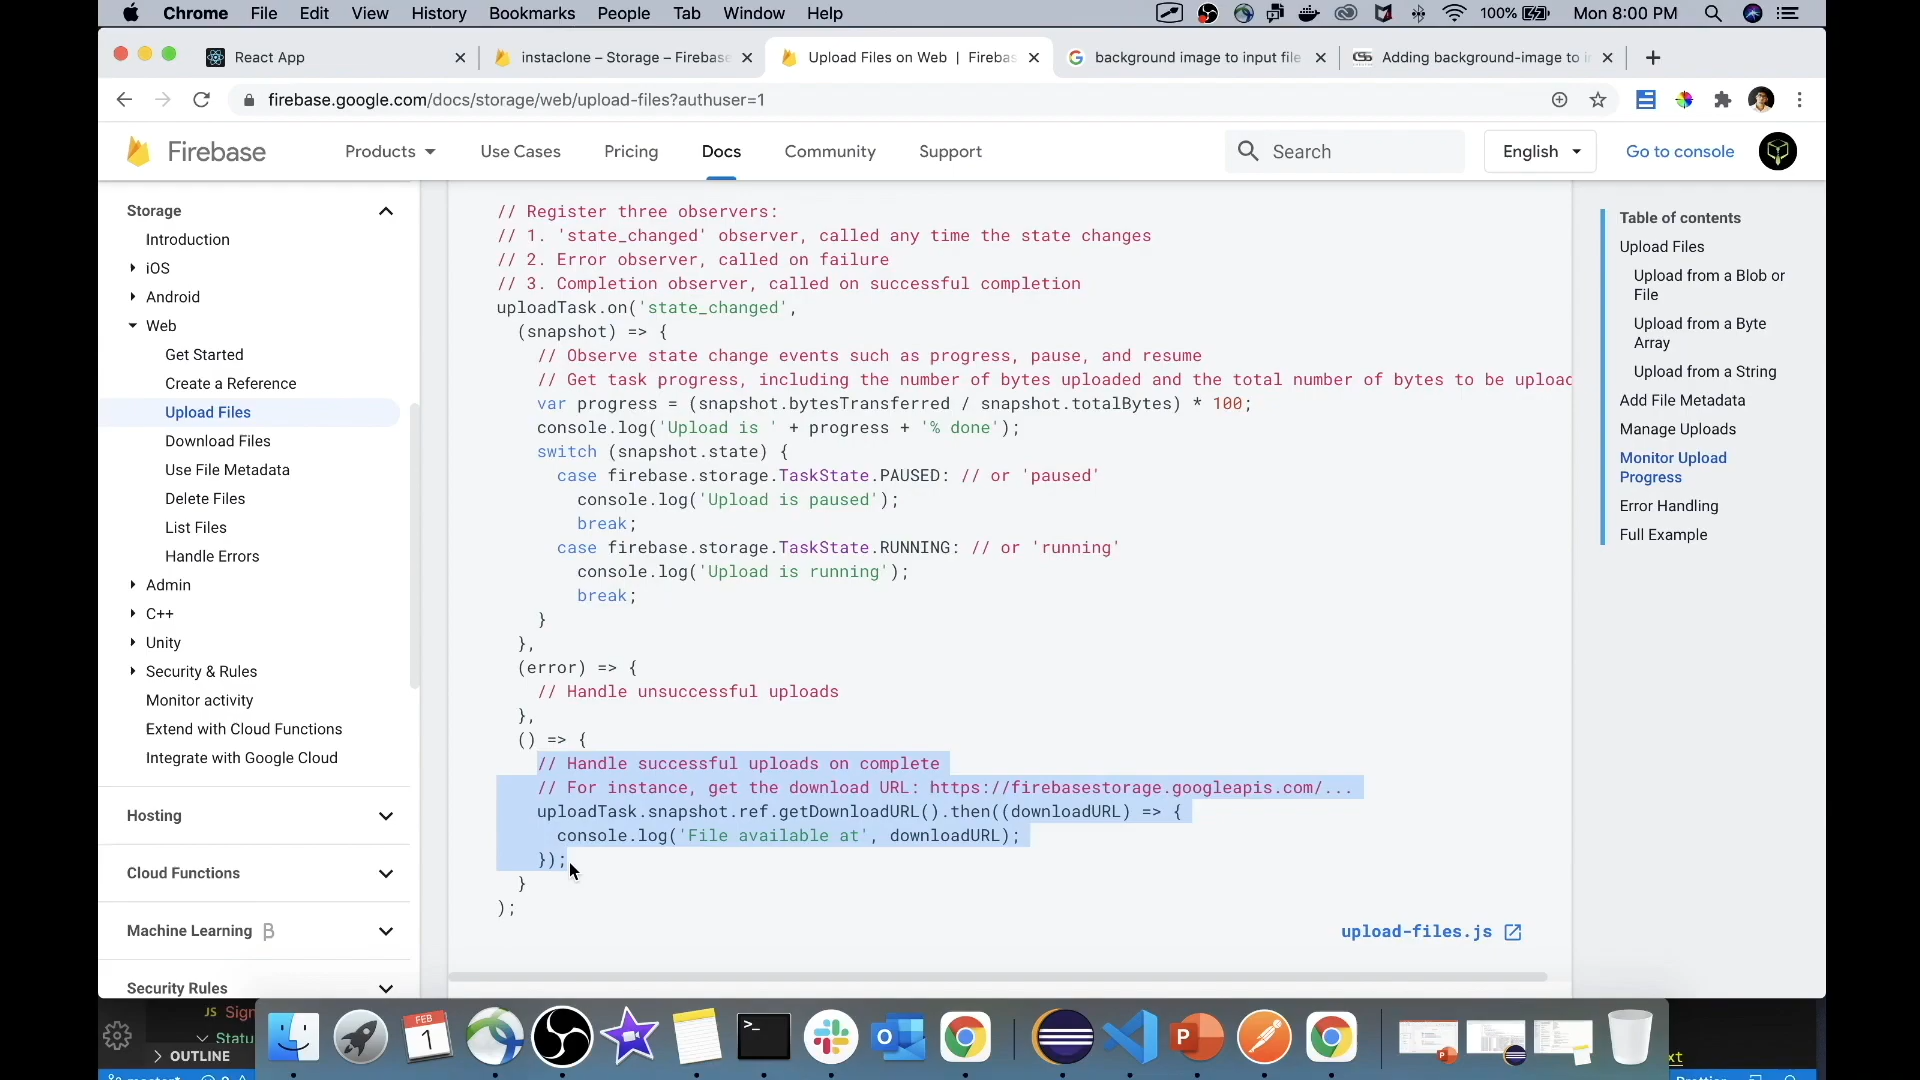 Chrome File Edit View History Bookmarks People Tab Window Help 100% Mon 8:00 PM
React App
instaclone – Storage – Firebase
Upload Files on Web | Firebas
background image to input file
Adding background-image to i
firebase.google.com/docs/storage/web/upload-files?authuser=1
Firebase
Products
Use Cases
Pricing
Docs
Community
Support
Search
English
Go to console
Storage
Introduction
iOS
Android
Web
Get Started
Create a Reference
Upload Files
Download Files
Use File Metadata
Delete Files
List Files
Handle Errors
Admin
C++
Unity
Security & Rules
Monitor activity
Extend with Cloud Functions
Integrate with Google Cloud
Hosting
Cloud Functions
Machine Learning β
Security Rules
// Register three observers:
// 1. 'state_changed' observer, called any time the state changes
// 2. Error observer, called on failure
// 3. Completion observer, called on successful completion
uploadTask.on('state_changed',
(snapshot) => {
// Observe state change events such as progress, pause, and resume
// Get task progress, including the number of bytes uploaded and the total number of bytes to be uploac
var progress = (snapshot.bytesTransferred / snapshot.totalBytes) * 100;
console.log('Upload is ' + progress + '% done');
switch (snapshot.state) {
case firebase.storage.TaskState.PAUSED: // or 'paused'
console.log('Upload is paused');
break;
case firebase.storage.TaskState.RUNNING: // or 'running'
console.log('Upload is running');
break;
}
},
(error) => {
// Handle unsuccessful uploads
},
() => {
// Handle successful uploads on complete
// For instance, get the download URL: https://firebasestorage.googleapis.com/...
uploadTask.snapshot.ref.getDownloadURL().then((downloadURL) => {
console.log('File available at', downloadURL);
});
}
);
upload-files.js
Table of contents
Upload Files
Upload from a Blob or
File
Upload from a Byte
Array
Upload from a String
Add File Metadata
Manage Uploads
Monitor Upload
Progress
Error Handling
Full Example
JS Sign
Statu
OUTLINE
FEB
1